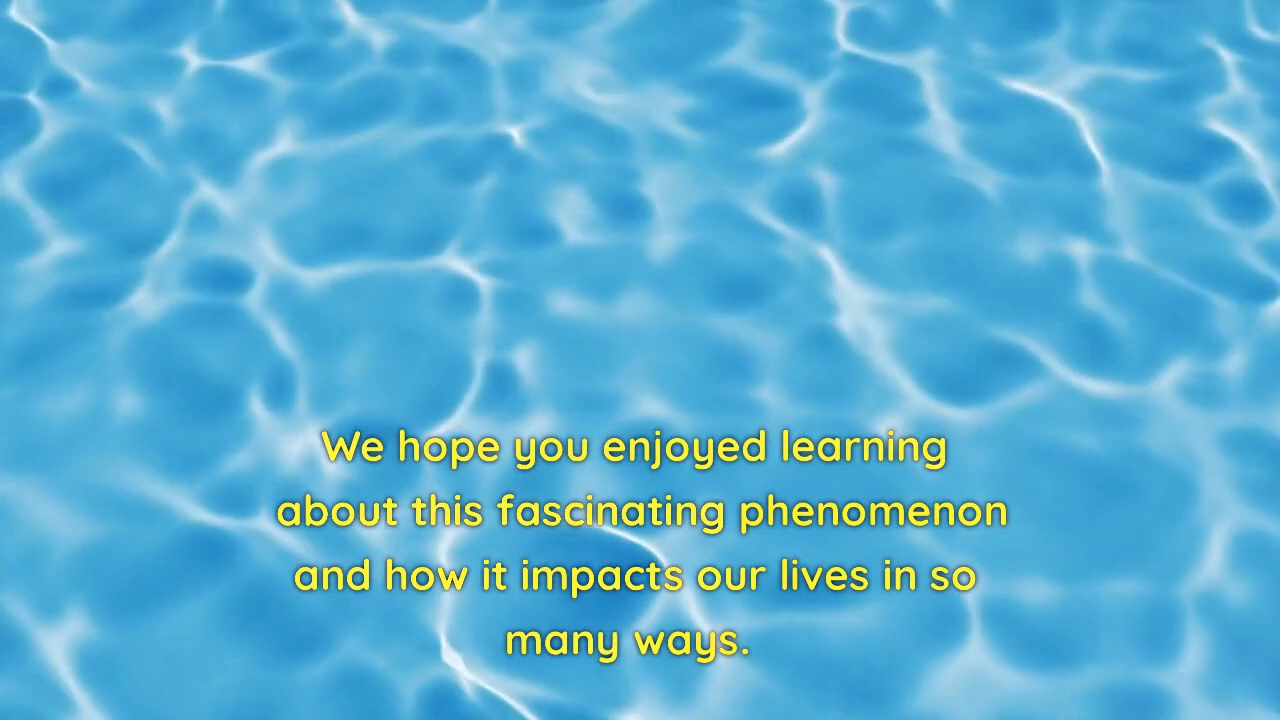 We hope you enjoyed learning
about this fascinating phenomenon
and how it impacts our lives in so
many ways.